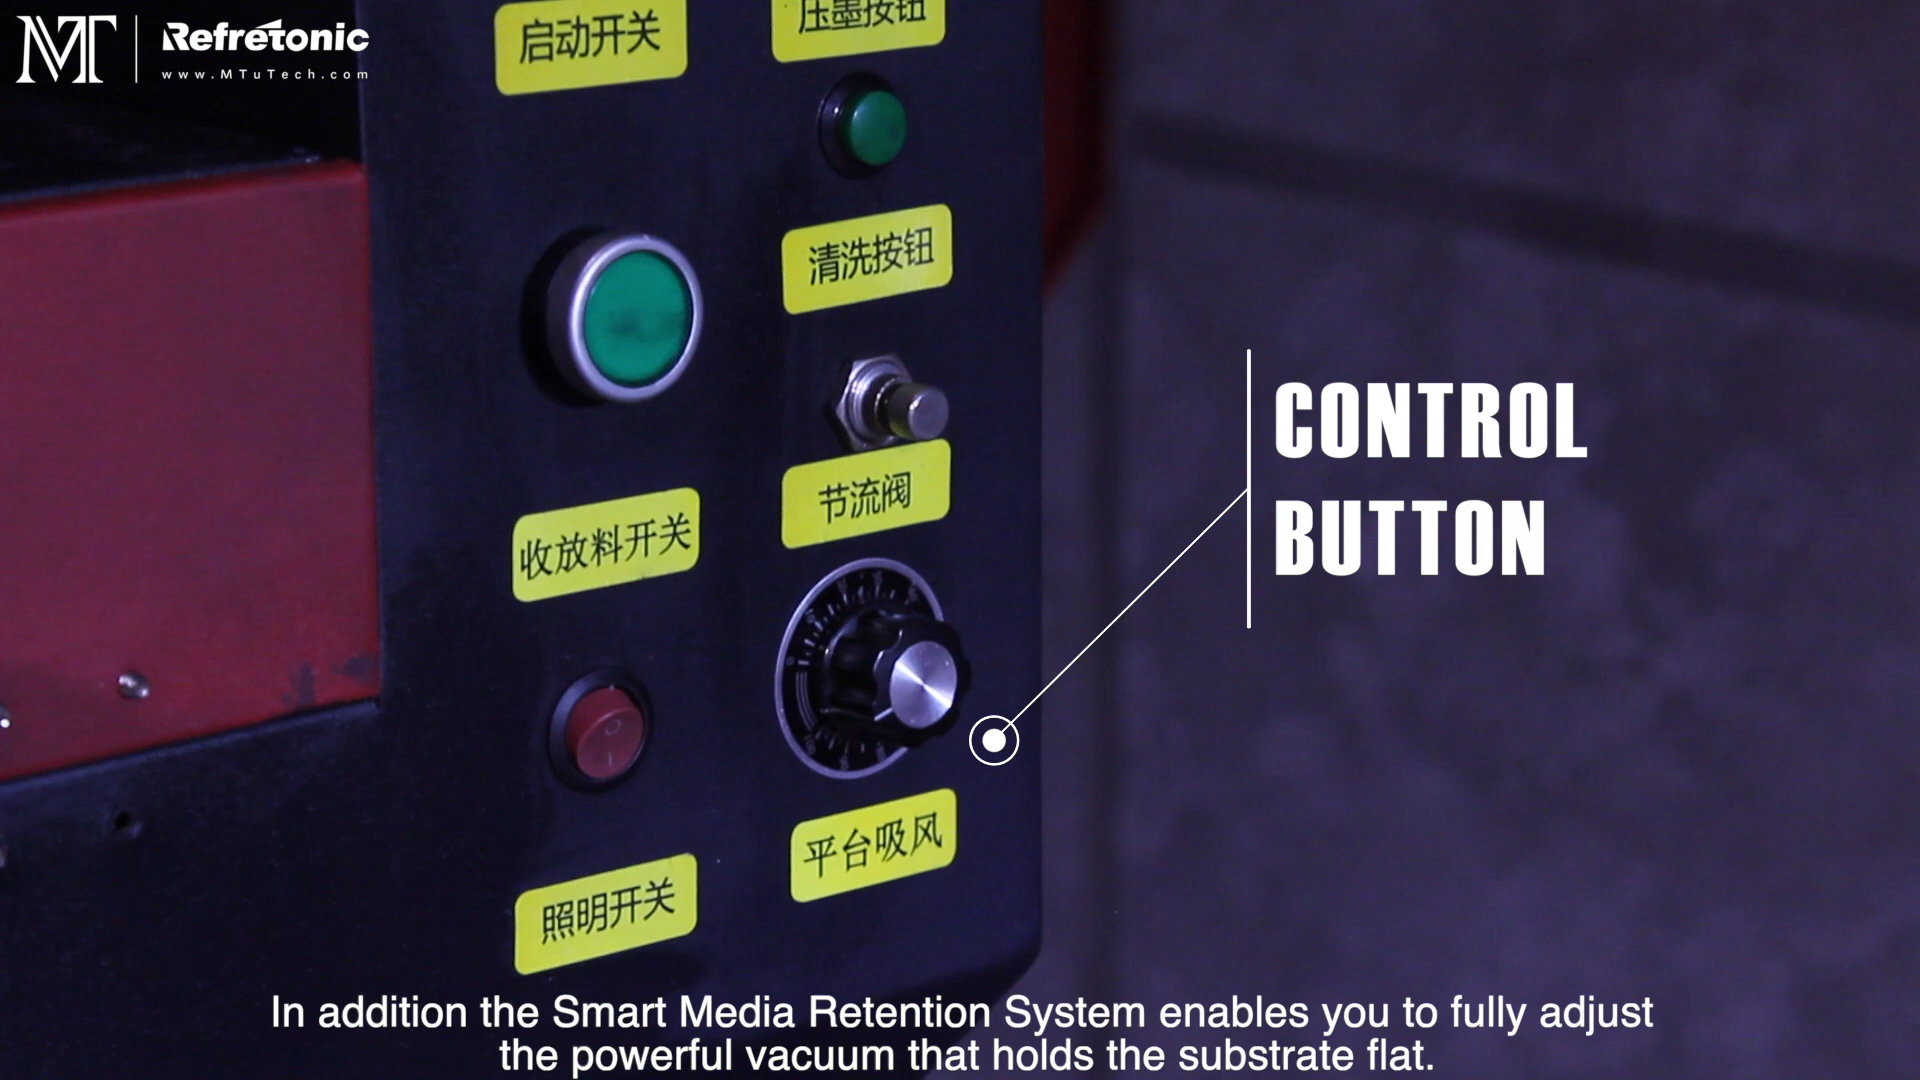 MT
Refretonic
www.MTuTech.com
启动开关
压墨按钮
清洗按钮
节流阀
收放料开关
平台吸风
照明开关
CONTROL
BUTTON
In addition the Smart Media Retention System enables you to fully adjust
the powerful vacuum that holds the substrate flat.